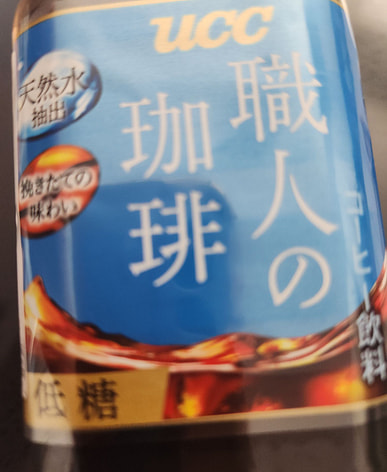 ucc
職人の
珈琲
天然水
抽出
挽きたての
味わい
コーヒー飲料
低糖